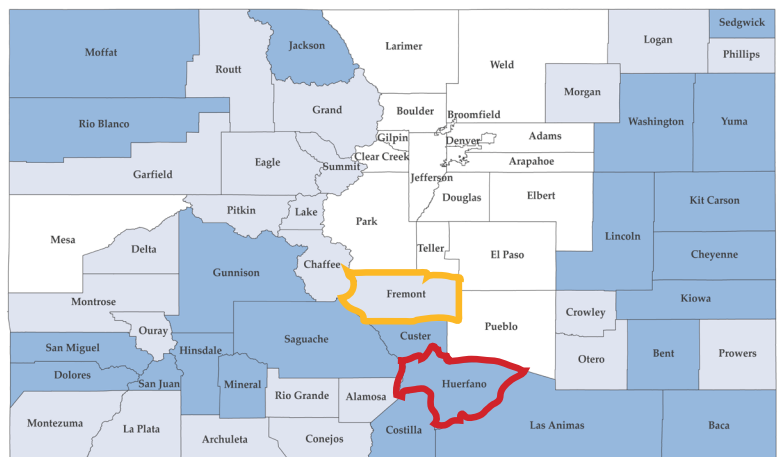 Sedgwick
Moffat
Jackson
Larimer
Logan
Routt
Phillips
Weld
Morgan
Grand
Boulder
Broomfield
Rio Blanco
Washington
Yuma
Gilpin
Denver
Adams
Clear Creek
Eagle
Arapahoe
Summit
Garfield
Jefferson
Douglas
Elbert
Kit Carson
Pitkin
Lake
Park
Mesa
Lincoln
Delta
Teller
El Paso
Cheyenne
Chaffee
Gunnison
Fremont
Montrose
Kiowa
Crowley
Ouray
Pueblo
Custer
Saguache
San Miguel
Hinsdale
Otero
Bent
Prowers
Dolores
San Juan
Mineral
Huerfano
Rio Grande
Alamosa
Montezuma
La Plata
Las Animas
Baca
Costilla
Archuleta
Conejos